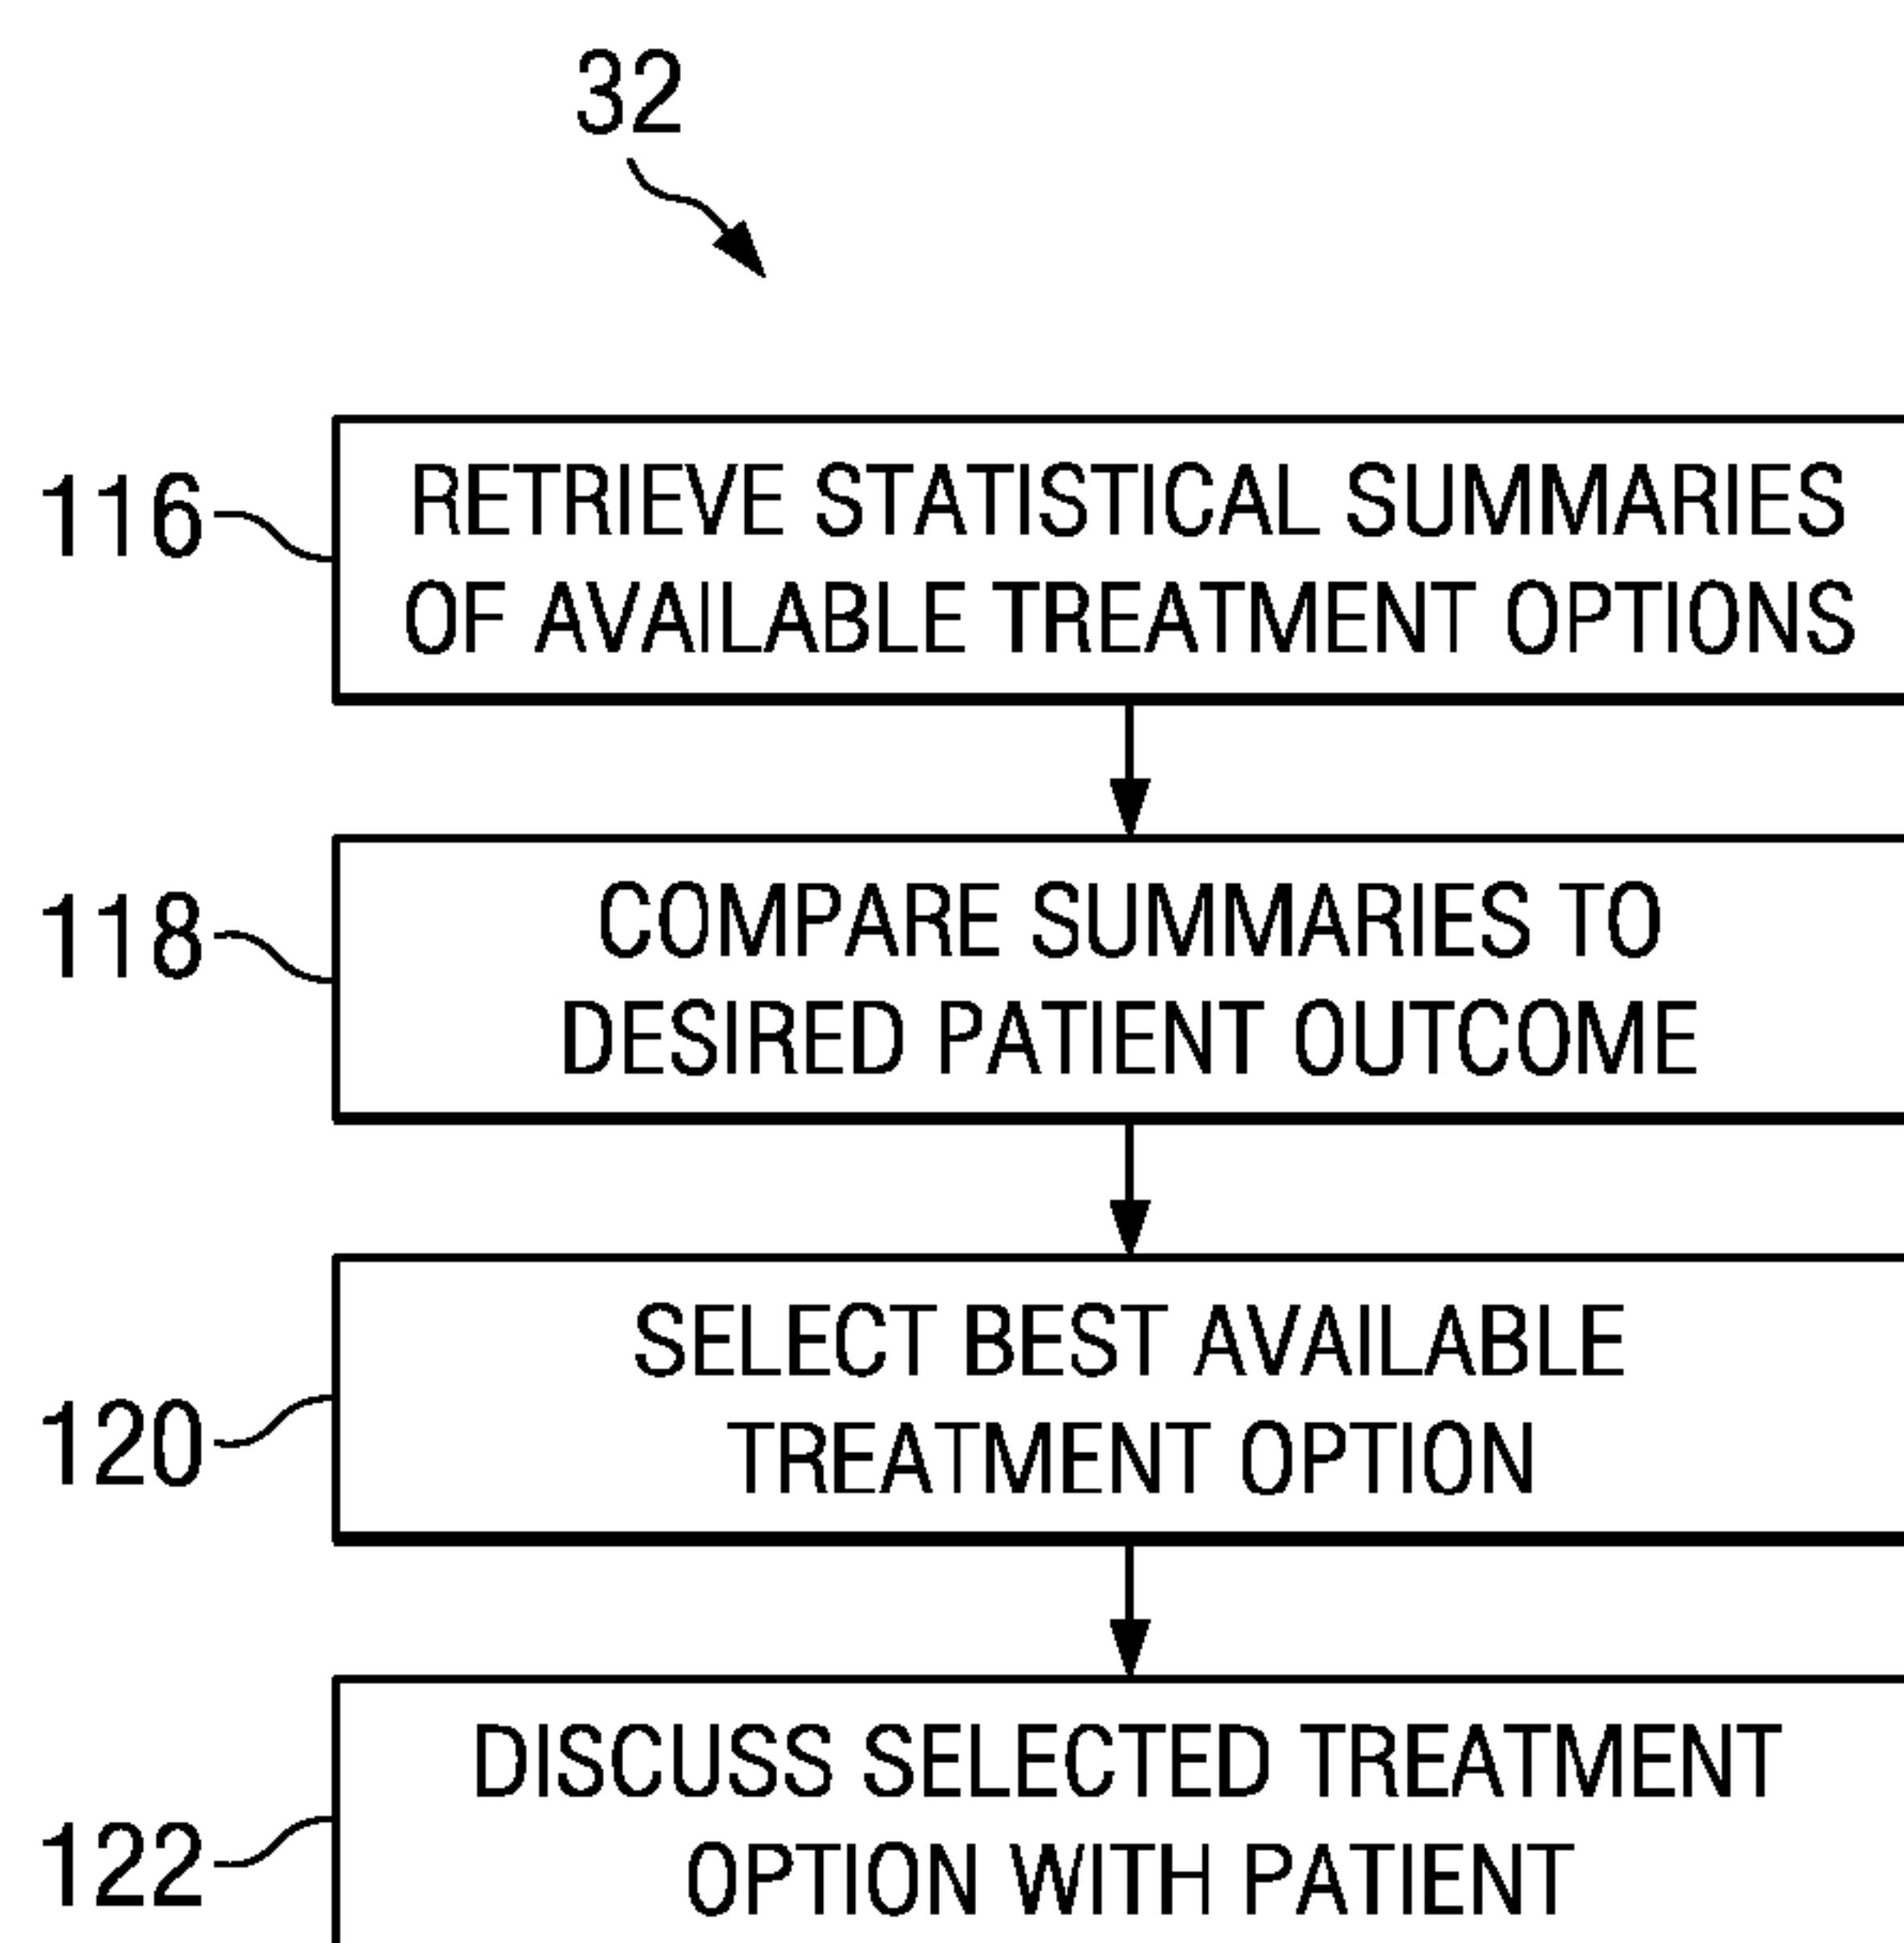 32
116
RETRIEVE STATISTICAL SUMMARIES
OF AVAILABLE TREATMENT OPTIONS
118
COMPARE SUMMARIES TO
DESIRED PATIENT OUTCOME
120
SELECT BEST AVAILABLE
TREATMENT OPTION
122
DISCUSS SELECTED TREATMENT
OPTION WITH PATIENT